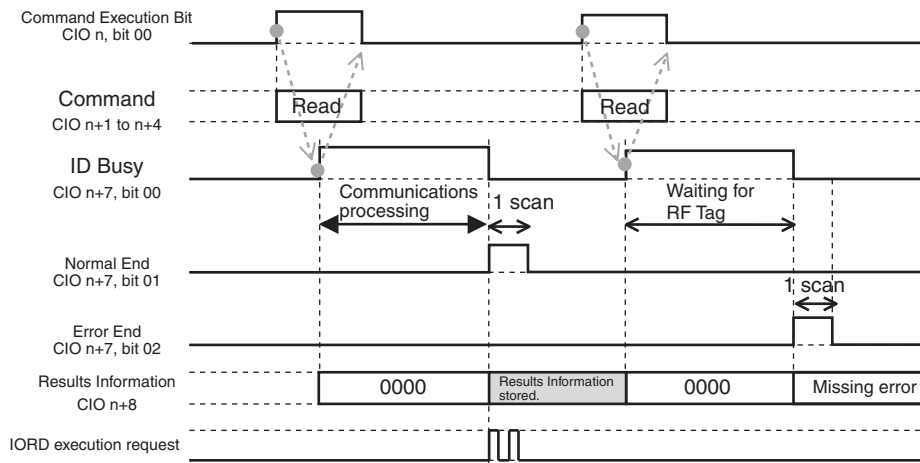 Command Execution Bit
CIO n, bit 00
Command
CIO n+1 to n+4
Read
Read
ID Busy
CIO n+7, bit 00
Communications
processing
1 scan
Waiting for
RF Tag
Normal End
CIO n+7, bit 01
1 scan
Error End
CIO n+7, bit 02
Results Information
CIO n+8
0000
Results Information
stored.
0000
Missing error
IORD execution request